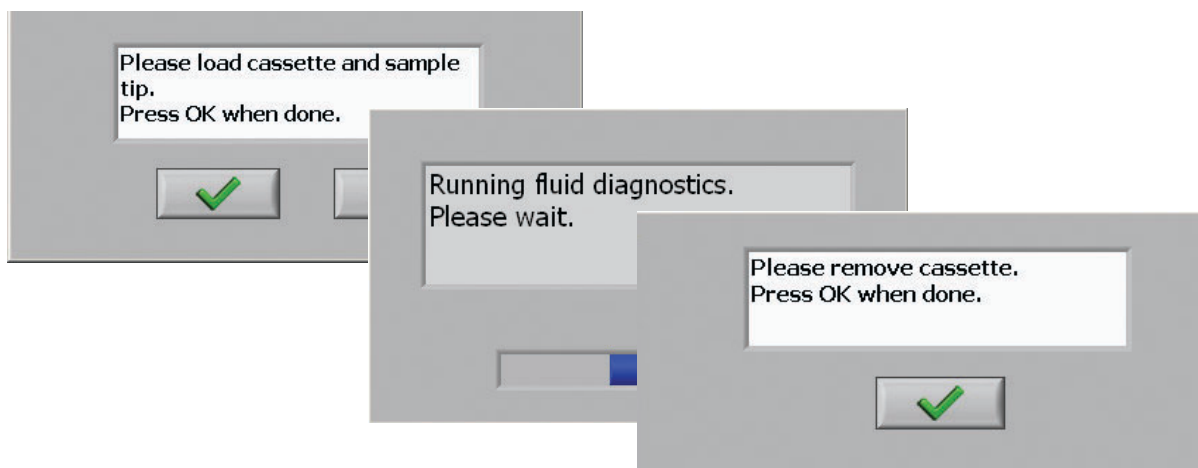 Please load cassette and sample
tip.
Press OK when done.
Running fluid diagnostics.
Please wait.
Please remove cassette.
Press OK when done.